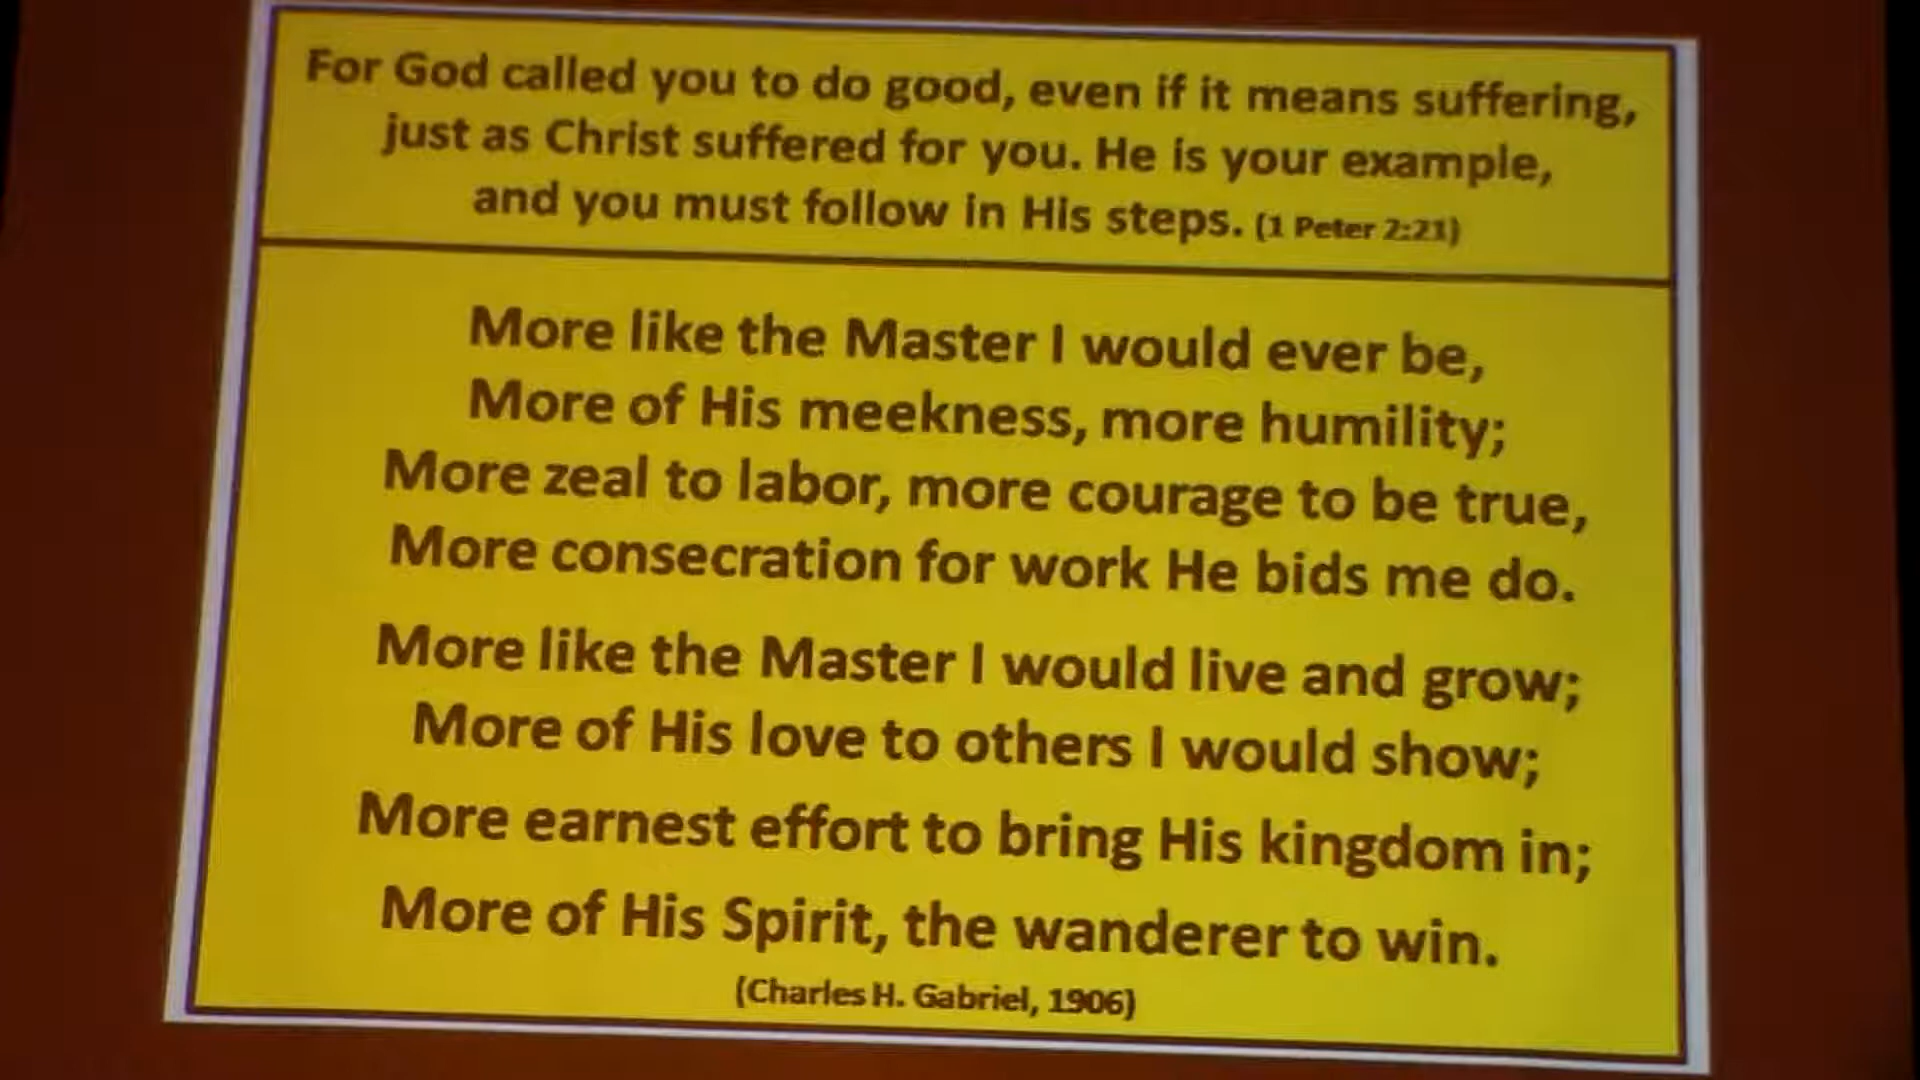 For God called you to do good, even if it means suffering,
just as Christ suffered for you. He is your example,
and you must follow in His steps. (1 Peter 2:21)
More like the Master I would ever be,
More of His meekness, more humility;
More zeal to labor, more courage to be true,
More consecration for work He bids me do.
More like the Master I would live and grow;
More of His love to others I would show;
More earnest effort to bring His kingdom in;
More of His Spirit, the wanderer to win.
(Charles H. Gabriel, 1906)